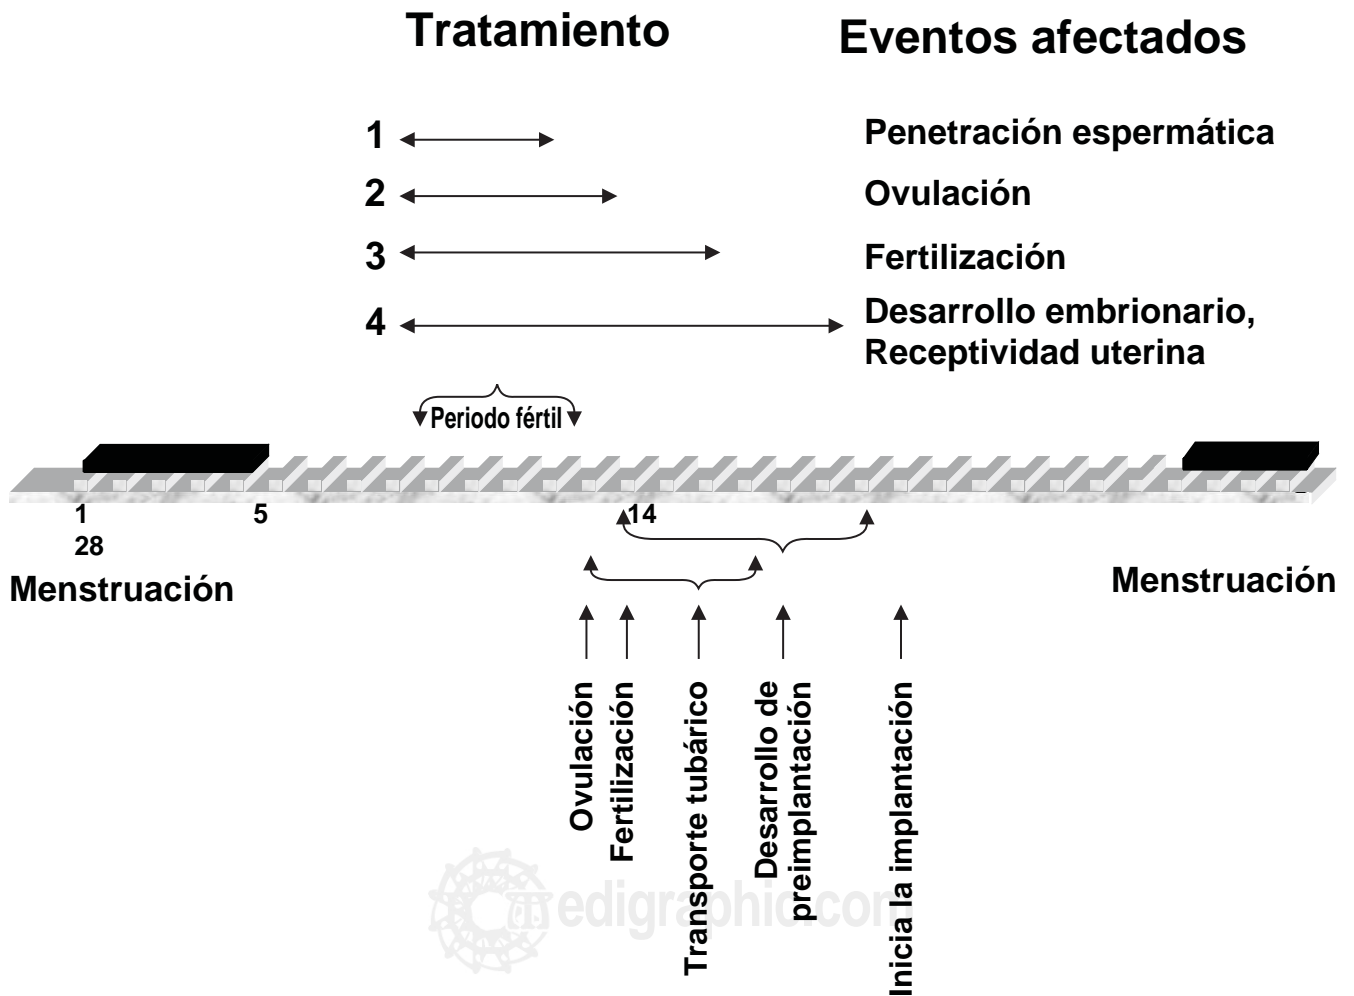 Tratamiento
Eventos afectados
1
Penetración espermática
2
Ovulación
3
Fertilización
4
Desarrollo embrionario,
Receptividad uterina
Periodo fértil
1
5
14
28
Menstruación
Menstruación
Ovulación
Fertilización
Transporte tubárico
Desarrollo de
preimplantación
Inicia la implantación
medigraphic.com